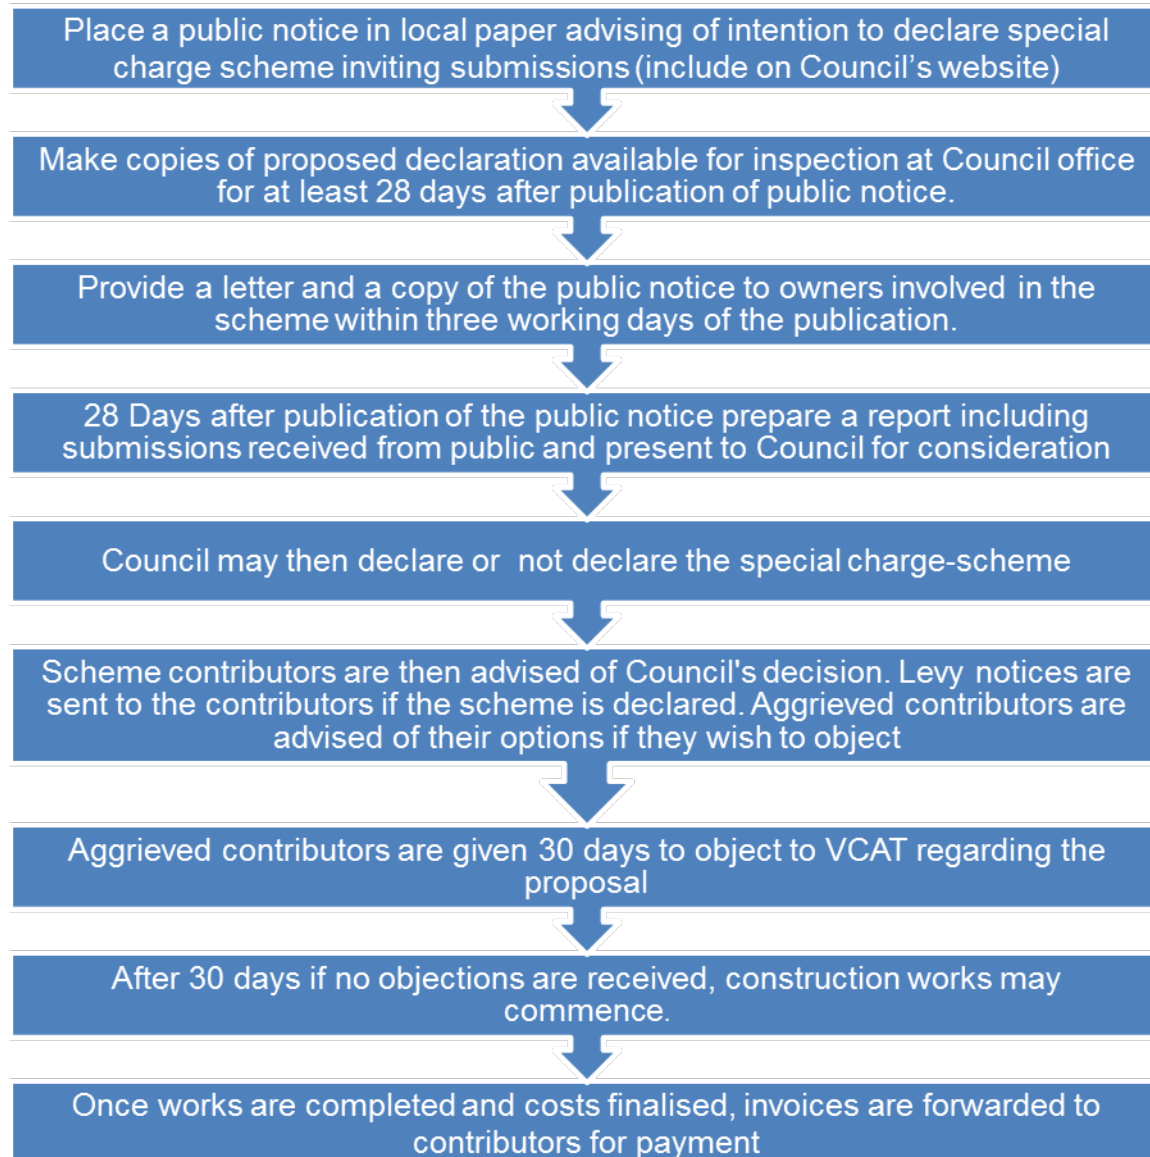 Place a public notice in local paper advising of intention to declare special
charge scheme inviting submissions (include on Council’s website)
Make copies of proposed declaration available for inspection at Council office
for at least 28 days after publication of public notice.
Provide a letter and a copy of the public notice to owners involved in the
scheme within three working days of the publication.
28 Days after publication of the public notice prepare a report including
submissions received from public and present to Council for consideration
Council may then declare or not declare the special charge-scheme
Scheme contributors are then advised of Council's decision. Levy notices are
sent to the contributors if the scheme is declared. Aggrieved contributors are
advised of their options if they wish to object
Aggrieved contributors are given 30 days to object to VCAT regarding the
proposal
After 30 days if no objections are received, construction works may
commence.
Once works are completed and costs finalised, invoices are forwarded to
contributors for payment